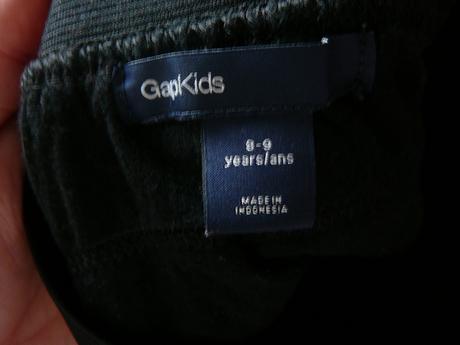 GapKids
8-9
years/ans
MADE IN
INDONESIA